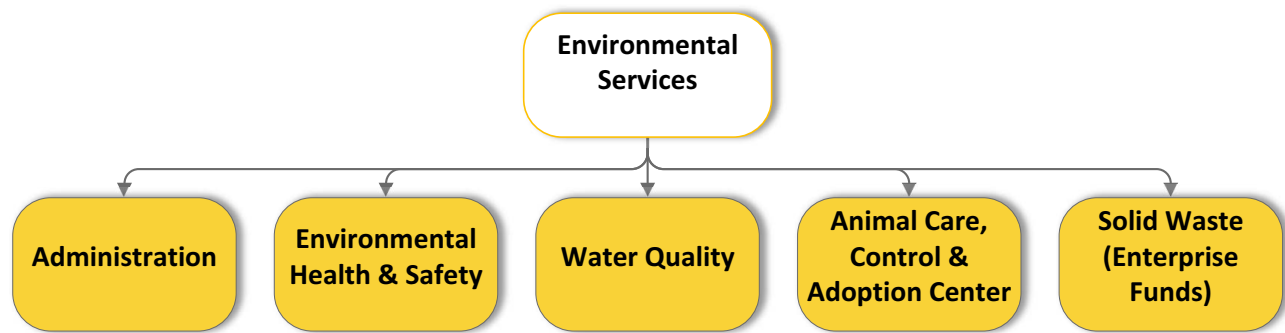 Environmental
Services
Administration
Environmental
Health & Safety
Water Quality
Animal Care,
Control &
Adoption Center
Solid Waste
(Enterprise
Funds)